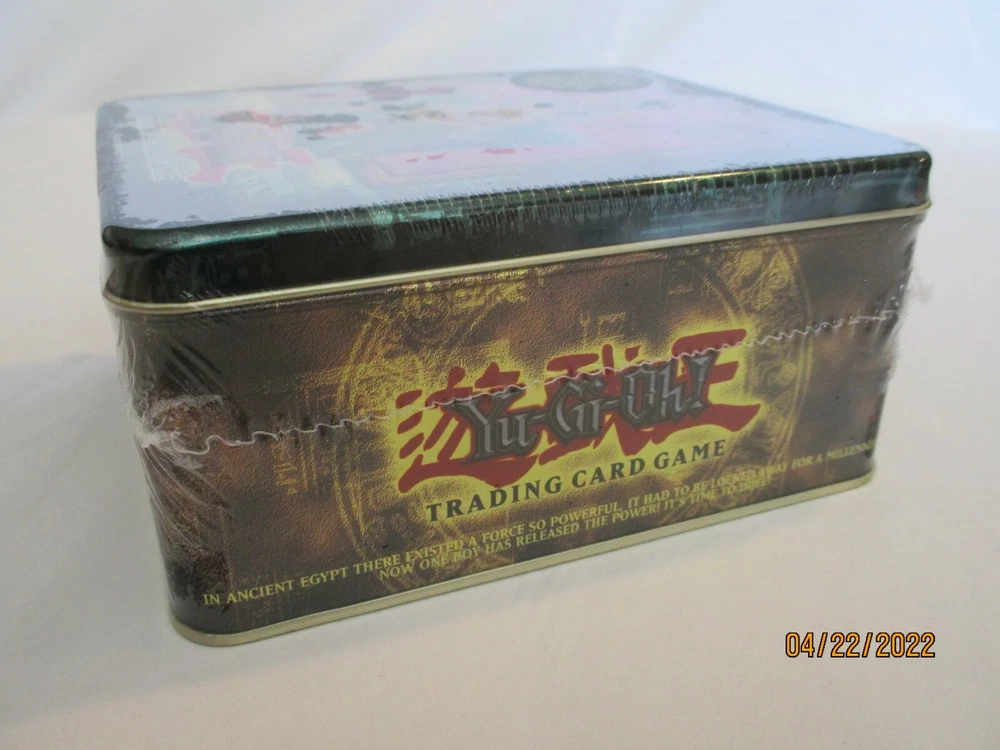 遊戯王
Yu-Gi-Oh!
TRADING CARD GAME
IN ANCIENT EGYPT THERE EXISTED A FORCE SO POWERFUL, IT HAD TO BE LOCKED AWAY FOR A
NOW ONE BOY HAS RELEASED THE POWER! IT'S TIME TO
04/22/2022